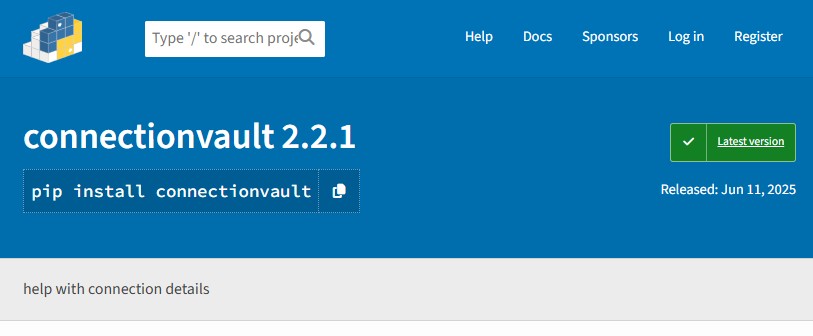 Type '/' to search proje
Help Docs Sponsors Log in Register
connectionvault 2.2.1
Latest version
pip install connectionvault
Released: Jun 11, 2025
help with connection details